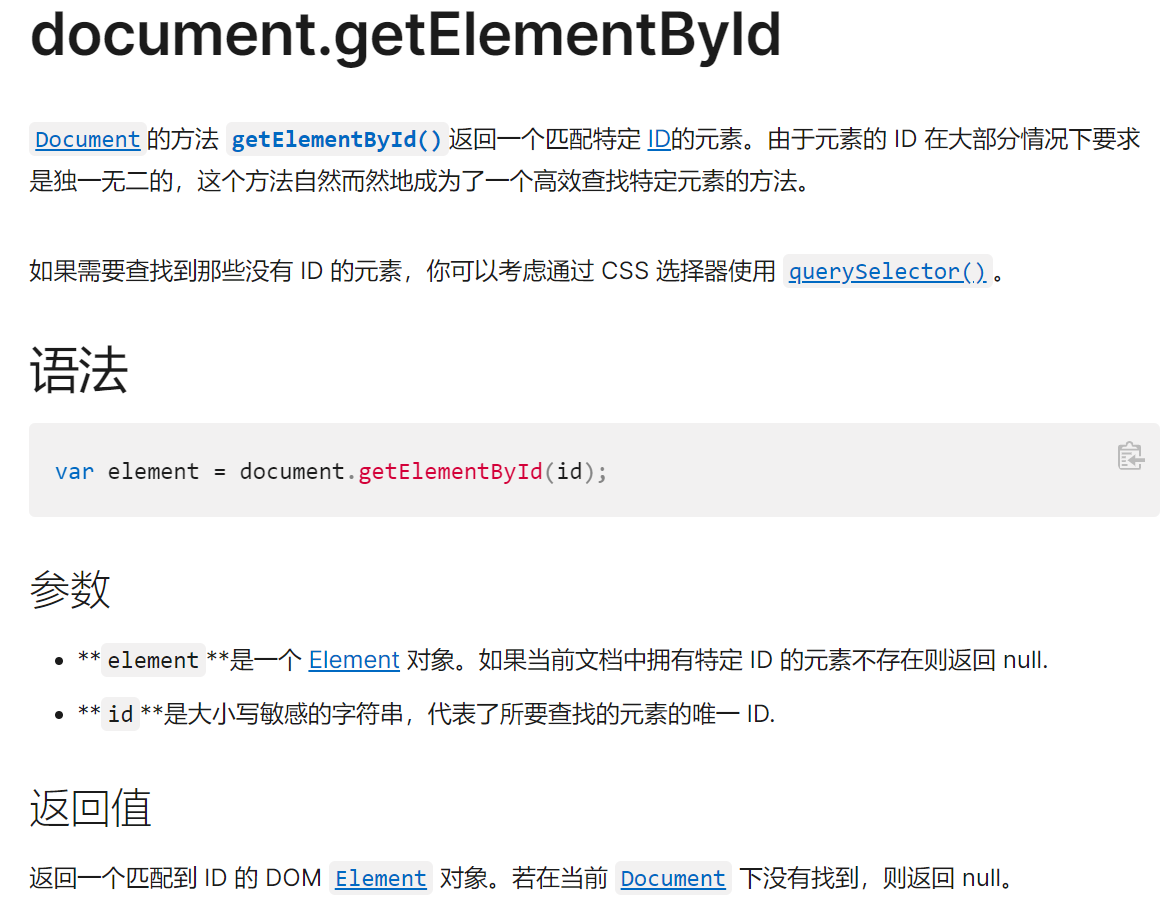 document.getElementById
Document的方法 getElementById()返回一个匹配特定 ID的元素。由于元素的 ID 在大部分情况下要求
是独一无二的，这个方法自然而然地成为了一个高效查找特定元素的方法。
如果需要查找到那些没有 ID 的元素，你可以考虑通过 CSS 选择器使用 querySelector()。
语法
var element = document.getElementById(id);
参数
• **element**是一个 Element 对象。如果当前文档中拥有特定 ID 的元素不存在则返回 null.
• **id**是大小写敏感的字符串，代表了所要查找的元素的唯一 ID.
返回值
返回一个匹配到 ID 的 DOM Element 对象。若在当前 Document 下没有找到，则返回 null。